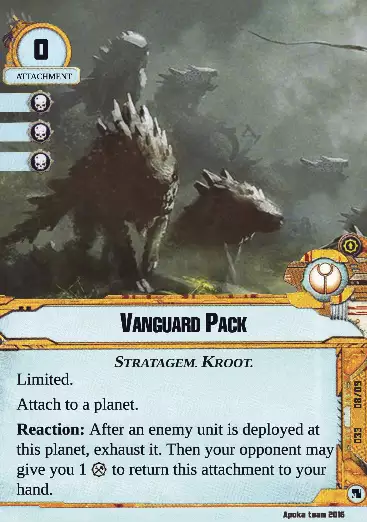 0
ATTACHMENT
VANGUARD PACK
STRATAGEM. KROOT.
Limited.
Attach to a planet.
Reaction: After an enemy unit is deployed at
this planet, exhaust it. Then your opponent may
give you 1 to return this attachment to your
hand.
033 08/09
Apoka team 2016